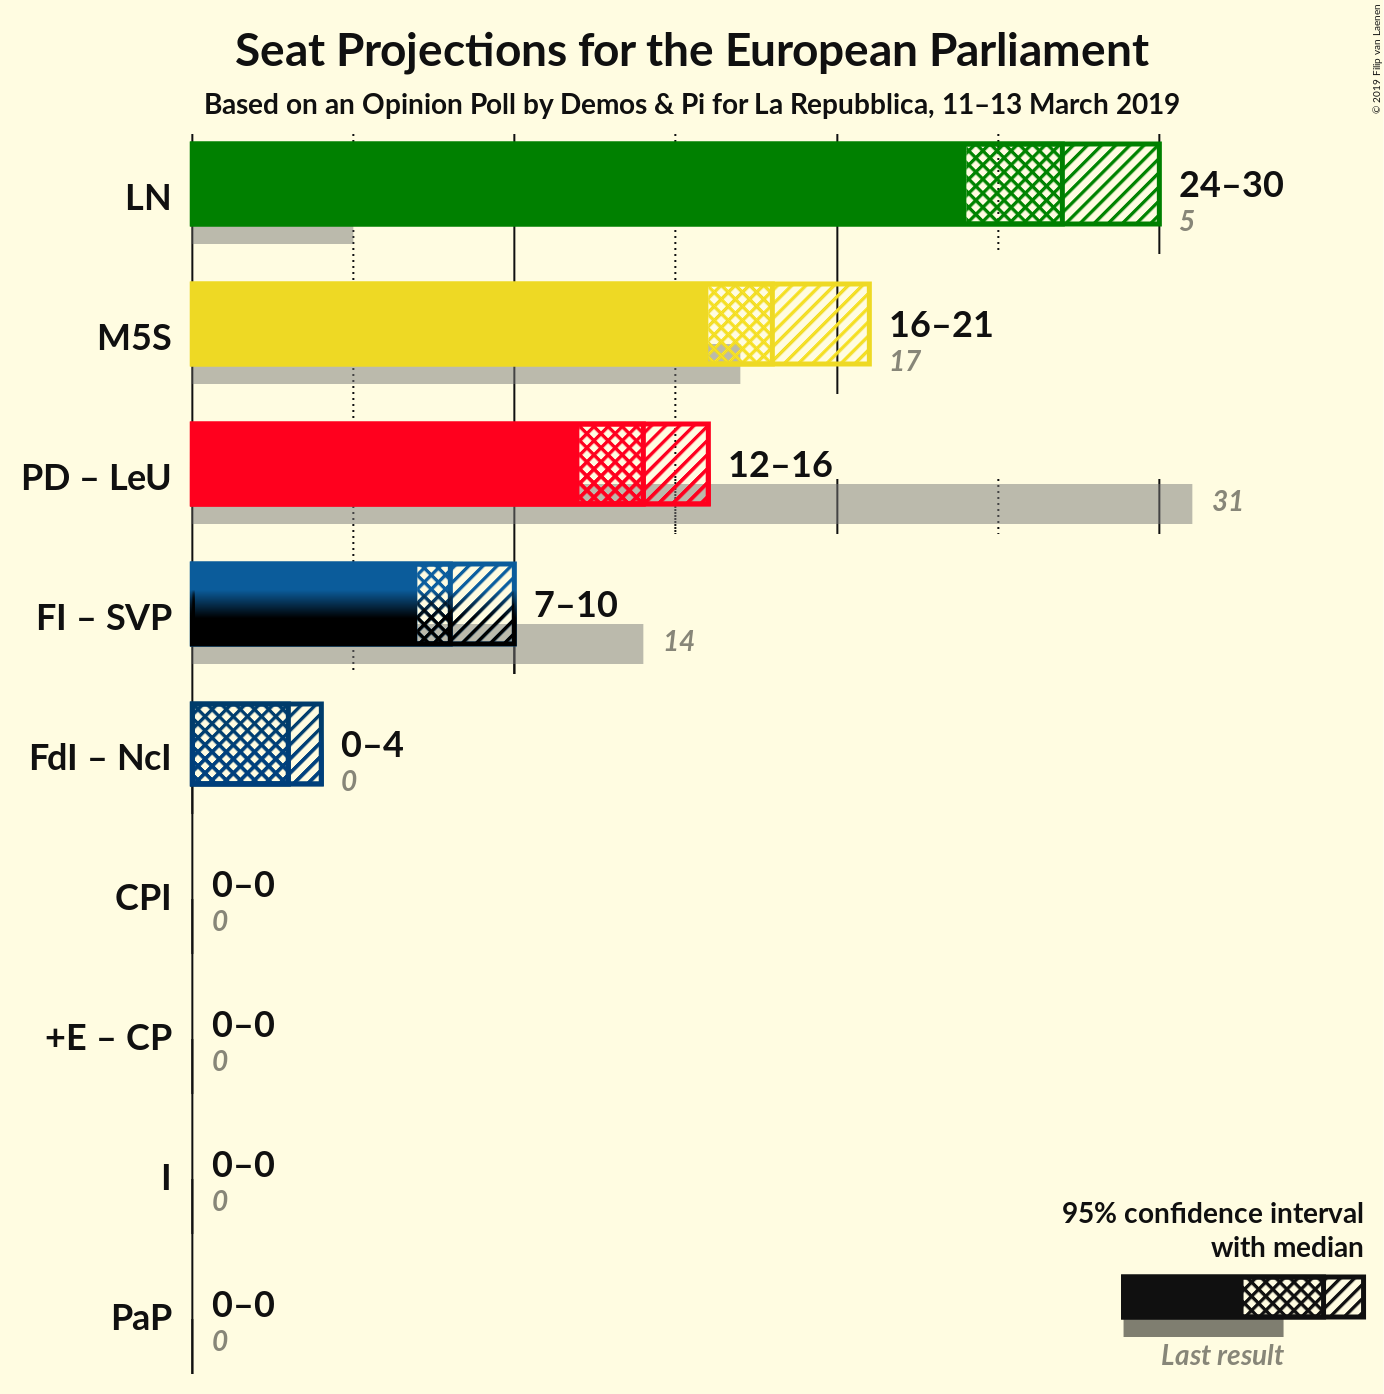 Seat Projections for the European Parliament
Based on an Opinion Poll by Demos & Pi for La Repubblica, 11–13 March 2019
© 2019 Filip van Laenen
LN
24–30
5
M5S
16–21
17
PD – LeU
12–16
31
FI – SVP
7–10
14
FdI – NcI
0–4
0
CPI
0–0
0
+E – CP
0–0
0
I
0–0
0
PaP
0–0
0
95% confidence interval
with median
Last result